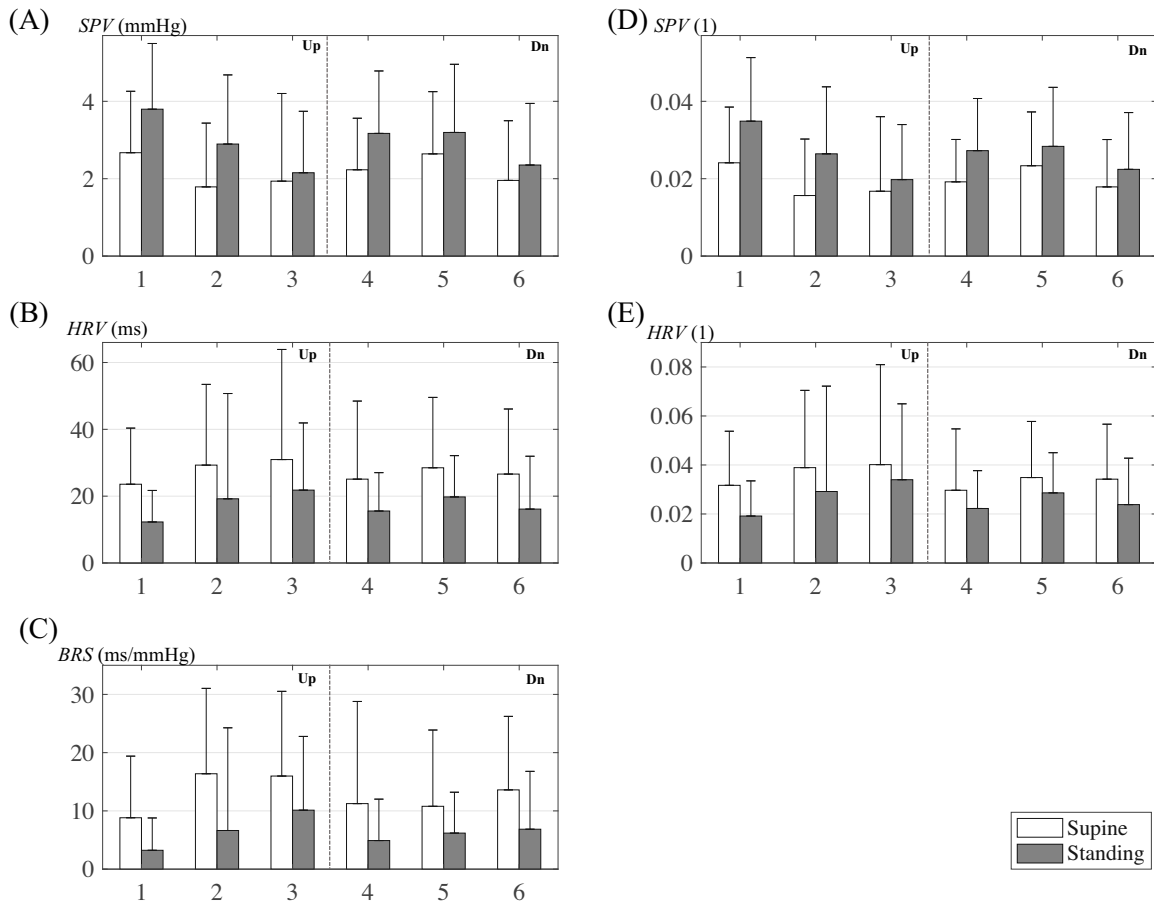 (A)
SPV (mmHg)
Up
Dn
4
2
0
1 2 3 4 5 6
(D)
SPV (1)
Up
Dn
0.04
0.02
0
1 2 3 4 5 6
(B)
HRV (ms)
Up
Dn
60
40
20
0
1 2 3 4 5 6
(E)
HRV (1)
Up
Dn
0.08
0.06
0.04
0.02
0
1 2 3 4 5 6
(C)
BRS (ms/mmHg)
Up
Dn
30
20
10
0
1 2 3 4 5 6
Supine
Standing